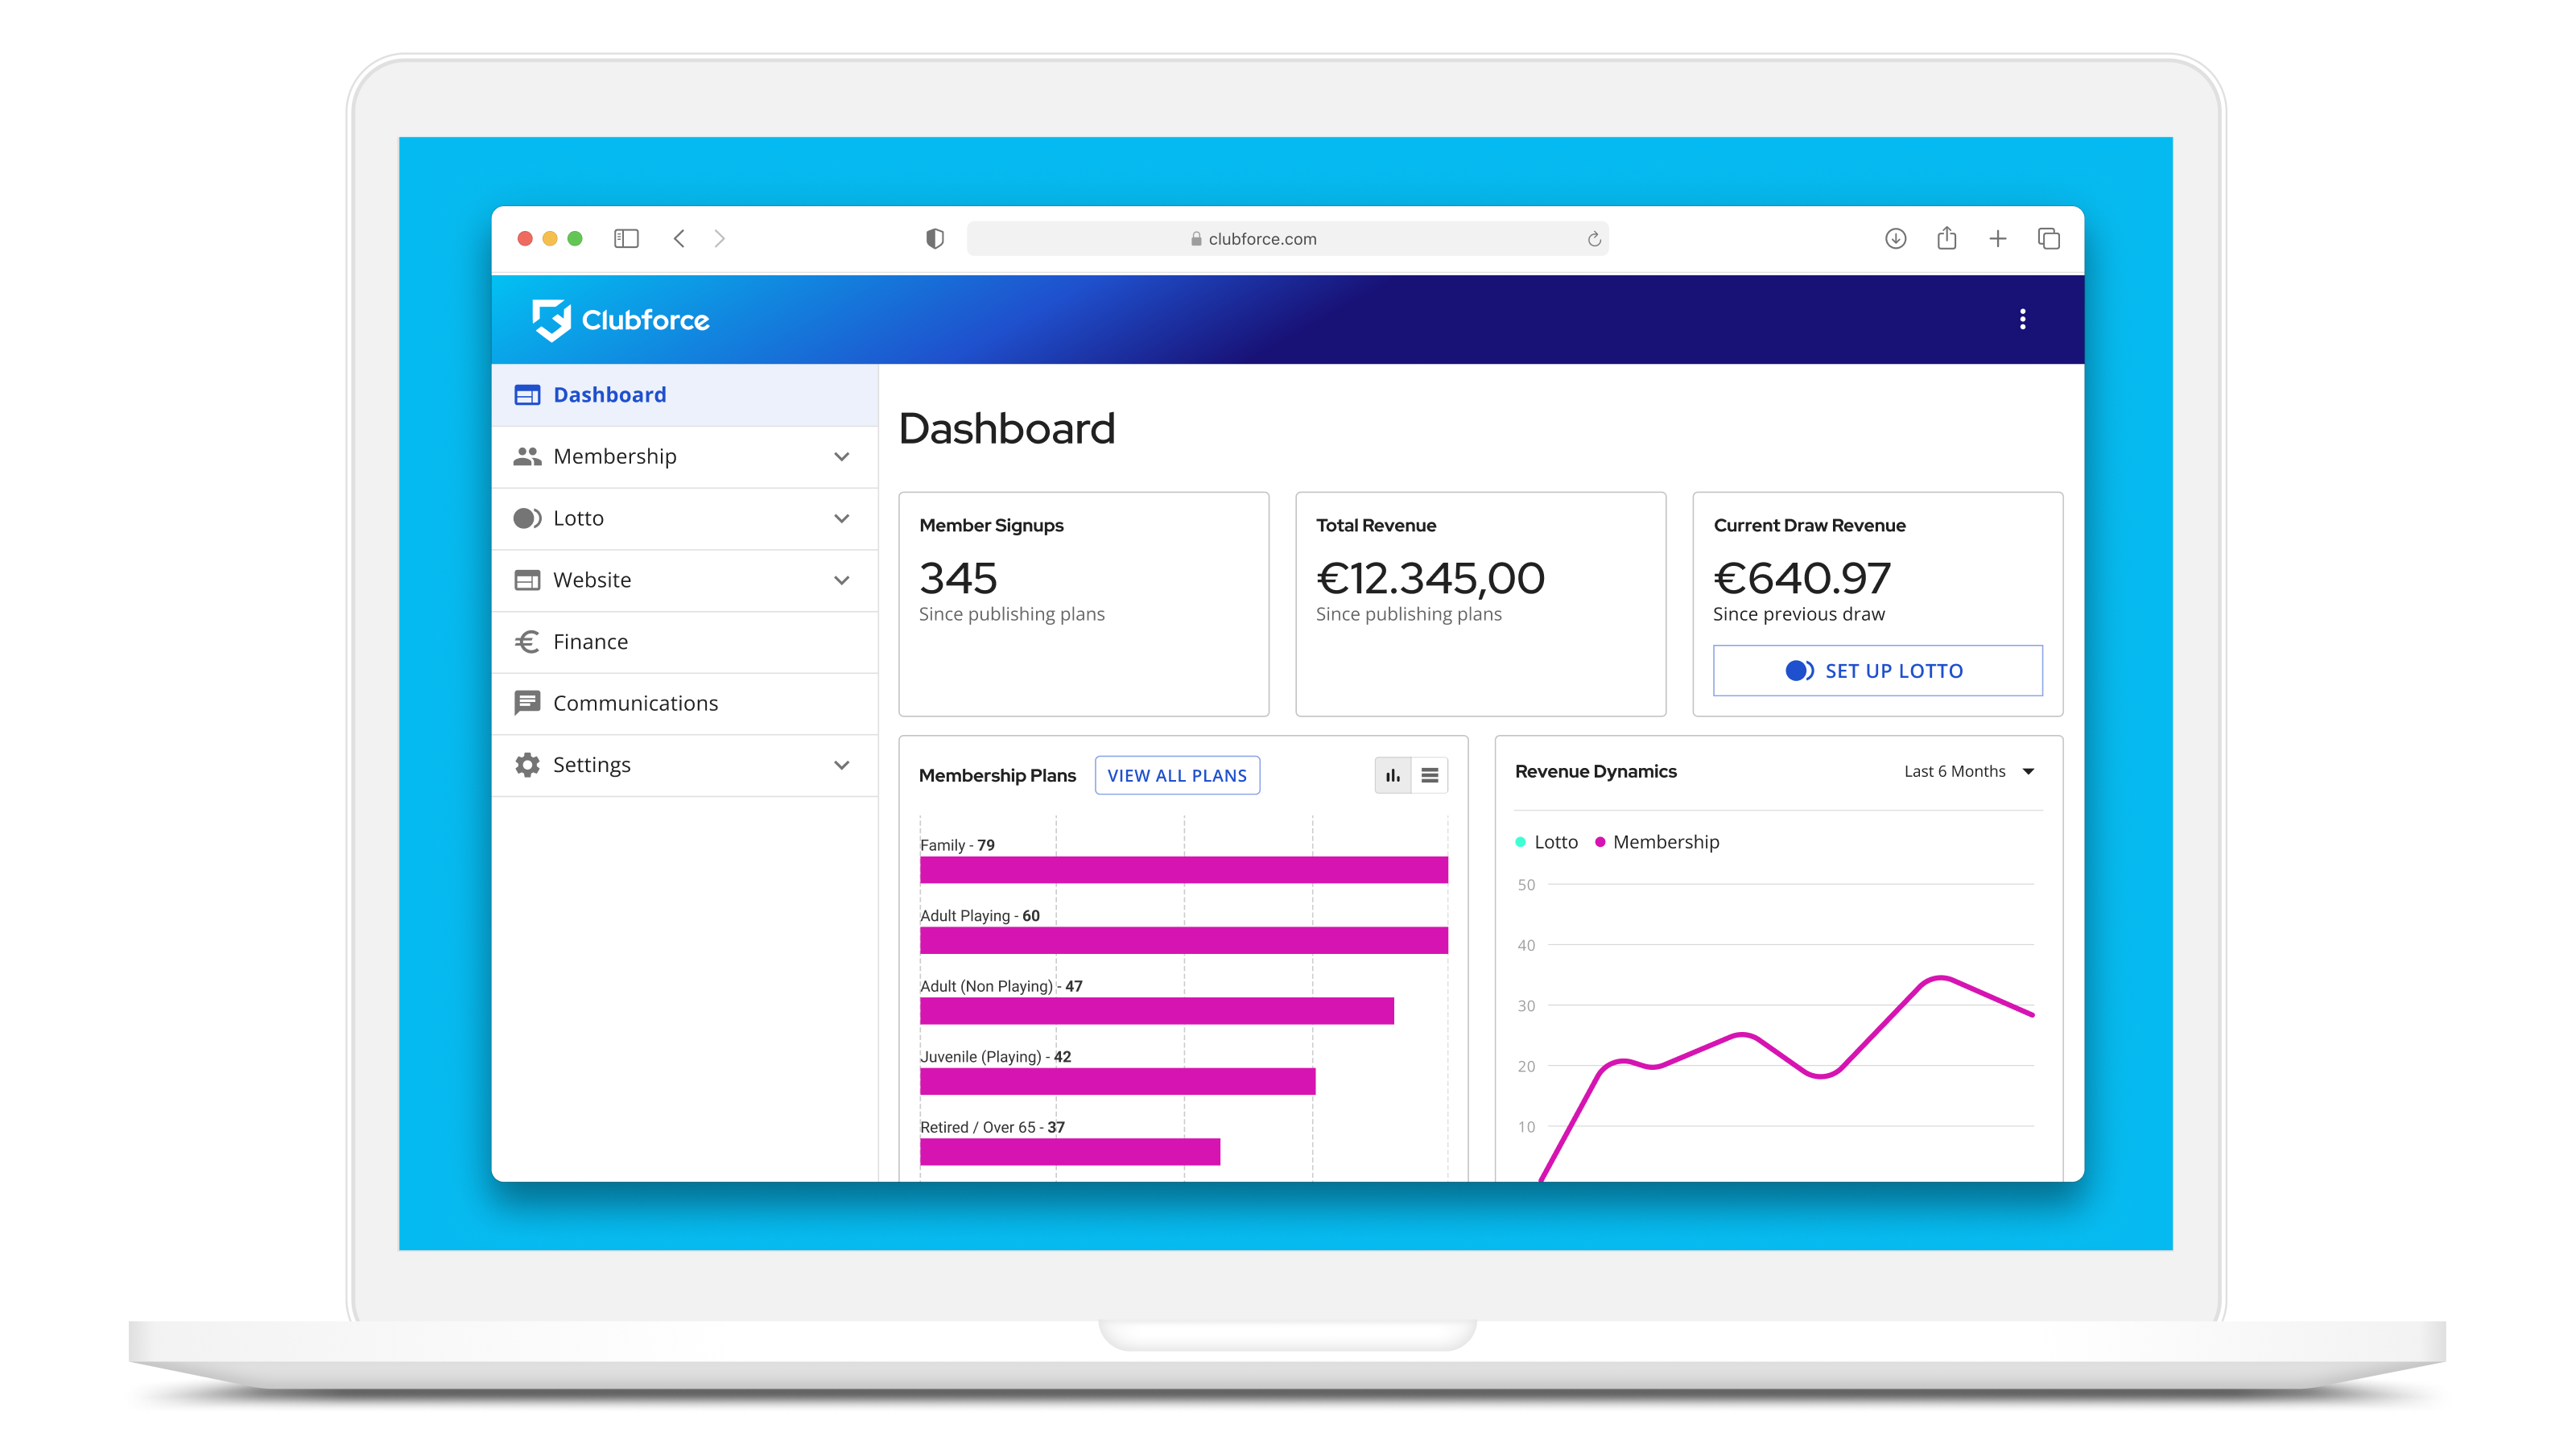 clubforce.com
Clubforce
Dashboard
Membership
Lotto
Website
Finance
Communications
Settings
Dashboard
Member Signups
345
Since publishing plans
Total Revenue
€12.345,00
Since publishing plans
Current Draw Revenue
€640.97
Since previous draw
SET UP LOTTO
Membership Plans
VIEW ALL PLANS
Family - 79
Adult Playing - 60
Adult (Non Playing) - 47
Juvenile (Playing) - 42
Retired / Over 65 - 37
Revenue Dynamics
Last 6 Months
Lotto
Membership
50
40
30
20
10